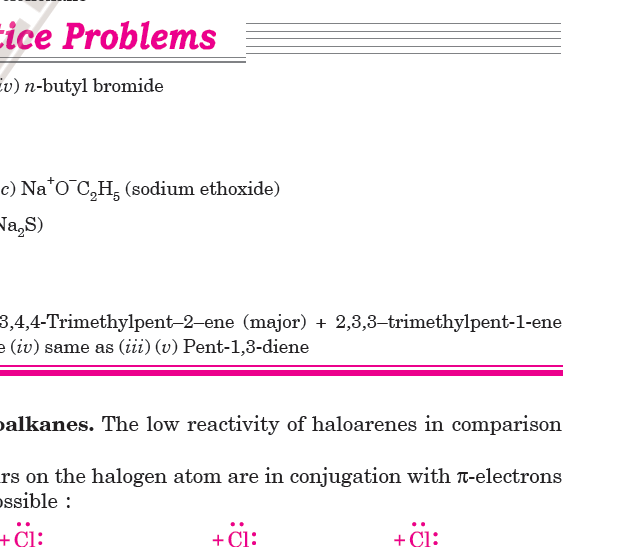 tice Problems
iv) n-butyl bromide
c) Na⁺O⁻C₂H₅ (sodium ethoxide)
Na₂S)
3,4,4-Trimethylpent–2–ene (major) + 2,3,3–trimethylpent-1-ene
e (iv) same as (iii) (v) Pent-1,3-diene
oalkanes. The low reactivity of haloarenes in comparison
rs on the halogen atom are in conjugation with π-electrons
ossible :
+Cl: +Cl: +Cl: